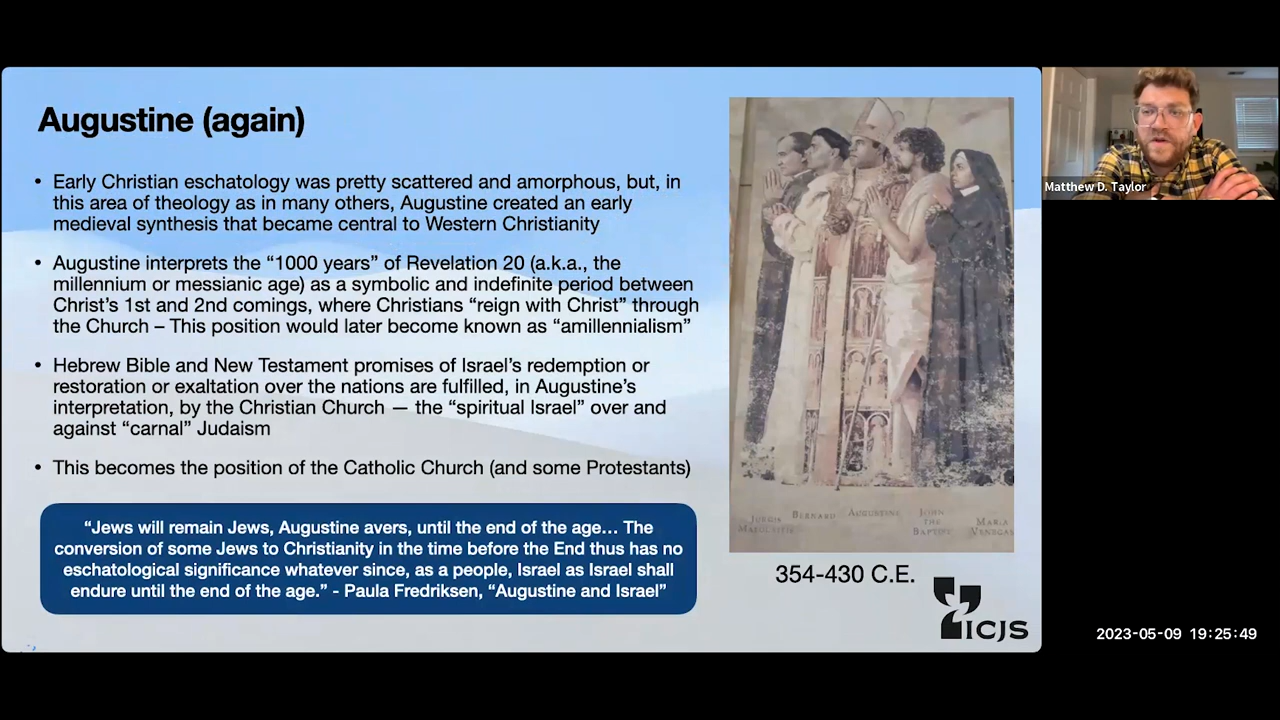 Augustine (again)
• Early Christian eschatology was pretty scattered and amorphous, but, in
this area of theology as in many others, Augustine created an early
medieval synthesis that became central to Western Christianity
• Augustine interprets the “1000 years” of Revelation 20 (a.k.a., the
millennium or messianic age) as a symbolic and indefinite period between
Christ’s 1st and 2nd comings, where Christians “reign with Christ” through
the Church – This position would later become known as “amillennialism”
• Hebrew Bible and New Testament promises of Israel’s redemption or
restoration or exaltation over the nations are fulfilled, in Augustine’s
interpretation, by the Christian Church — the “spiritual Israel” over and
against “carnal” Judaism
• This becomes the position of the Catholic Church (and some Protestants)
“Jews will remain Jews, Augustine avers, until the end of the age… The
conversion of some Jews to Christianity in the time before the End thus has no
eschatological significance whatever since, as a people, Israel as Israel shall
endure until the end of the age.” - Paula Fredriksen, “Augustine and Israel”
BERNARD
AUGUSTINE
JOHN
THE
BAPTIST
MARIA
354-430 C.E.
ICJS
Matthew D. Taylor
2023-05-09 19:25:49